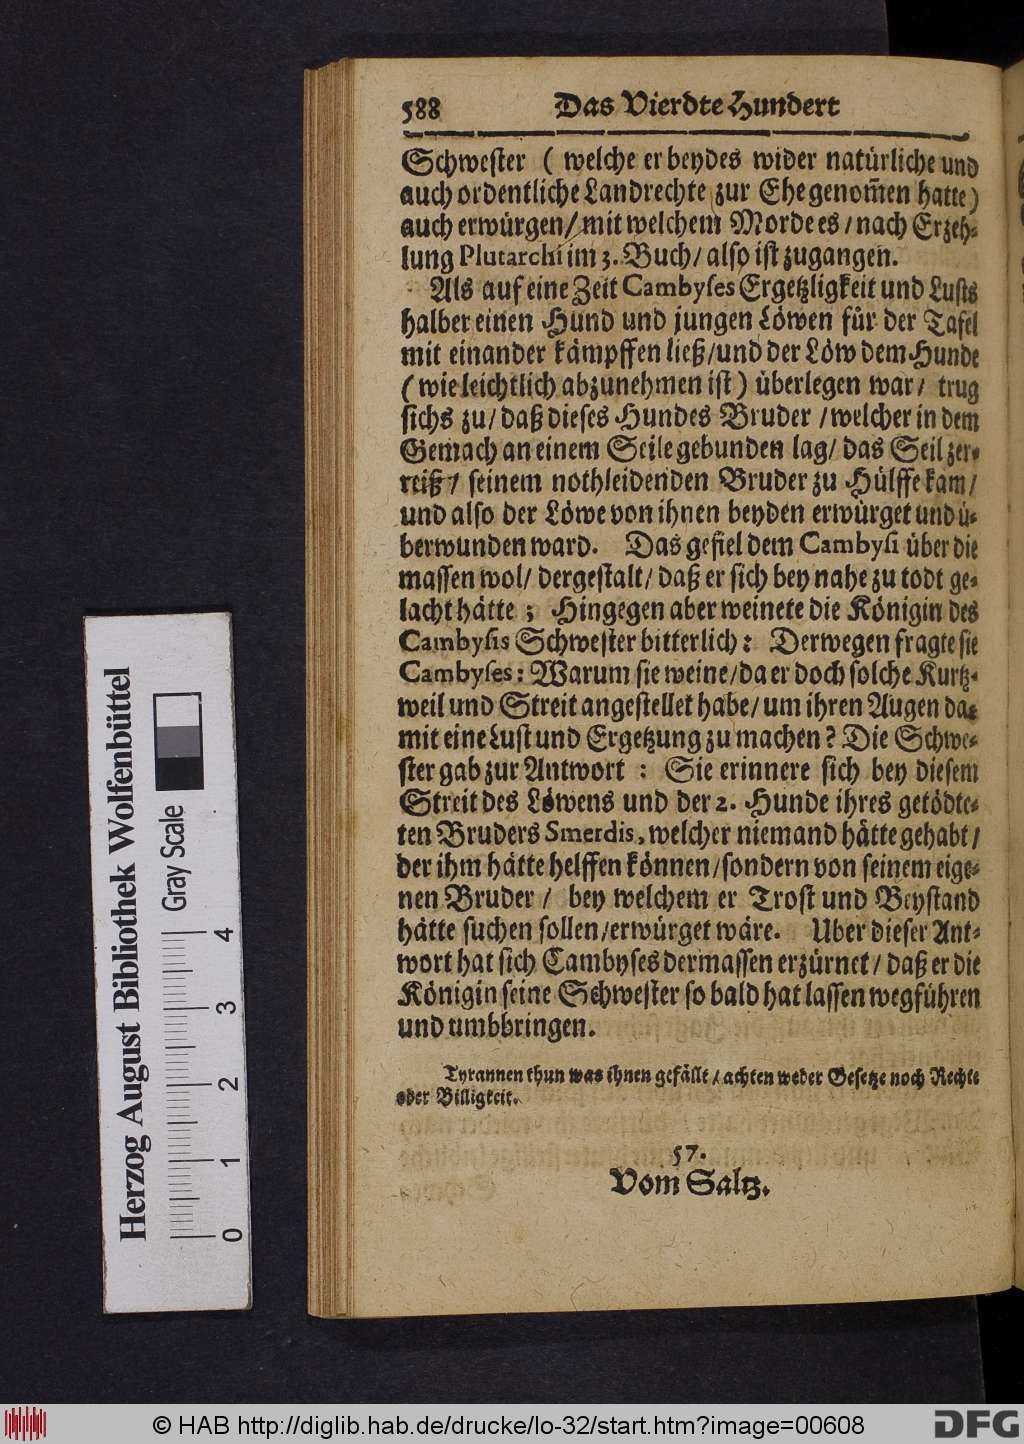 588 Das Vierdte Hundert
Schwester ( welche er beydes wider natürliche und
auch ordentliche Landrechte zur Ehe genom̃en hatte)
auch erwürgen/ mit welchem Morde es / nach Erzeh-
lung Plutarchi im 3. Buch/ also ist zugangen.
Als auf eine Zeit Cambyses Ergetzligkeit und Lusts
halber einen Hund und jungen Löwen für der Tafel
mit einander kämpffen ließ/und der Löw dem Hunde
(wie leichtlich abzunehmen ist) überlegen war/ trug
sichs zu/ daß dieses Hundes Bruder /welcher in dem
Gemach an einem Seile gebunden lag/ das Seil zer-
reiß / seinem nothleidenden Bruder zu Hülffe kam/
und also der Löwe von ihnen beyden erwürget und ü-
berwunden ward. Das gefiel dem Cambysi über die
massen wol/ dergestalt/ daß er sich bey nahe zu todt ge-
lacht hätte ; Hingegen aber weinete die Königin des
Cambysis Schwester bitterlich: Derwegen fragte sie
Cambyses: Warum sie weine/da er doch solche Kurtz-
weil und Streit angestellet habe/ um ihren Augen da-
mit eine Lust und Ergetzung zu machen? Die Schwe-
ster gab zur Antwort : Sie erinnere sich bey diesem
Streit des Löwens und der 2. Hunde ihres getödte-
ten Bruders Smerdis, welcher niemand hätte gehabt/
der ihm hätte helffen können/sondern von seinem eige-
nen Bruder / bey welchem er Trost und Beystand
hätte suchen sollen/erwürget wäre. Uber dieser Ant-
wort hat sich Cambyses dermassen erzürnet/ daß er die
Königin seine Schwester so bald hat lassen wegführen
und umbbringen.
Tyrannen thun was ihnen gefällt / achten weder Gesetze noch Rechte
oder Billigkeit.
57.
Vom Saltz.
Herzog August Bibliothek Wolfenbüttel
Gray Scale
0 1 2 3 4
© HAB http://diglib.hab.de/drucke/lo-32/start.htm?image=00608
DFG